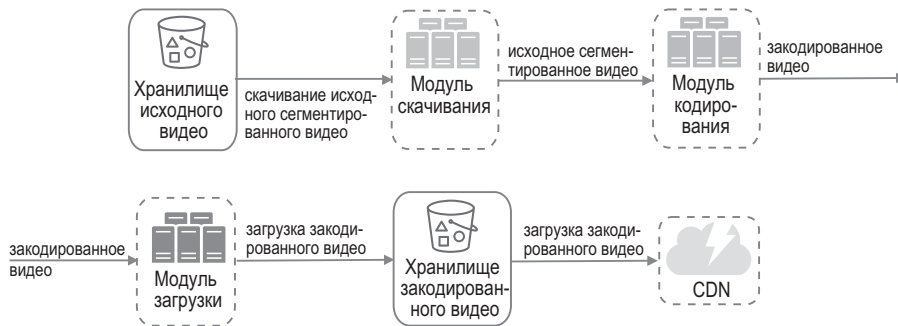 Хранилище
исходного
видео
скачивание исход-
ного сегментиро-
ванного видео
Модуль
скачивания
исходное сегмен-
тированное видео
Модуль
кодиро-
вания
закодированное
видео
закодированное
видео
Модуль
загрузки
загрузка закоди-
рованного видео
Хранилище
закодирован-
ного видео
загрузка закоди-
рованного видео
CDN